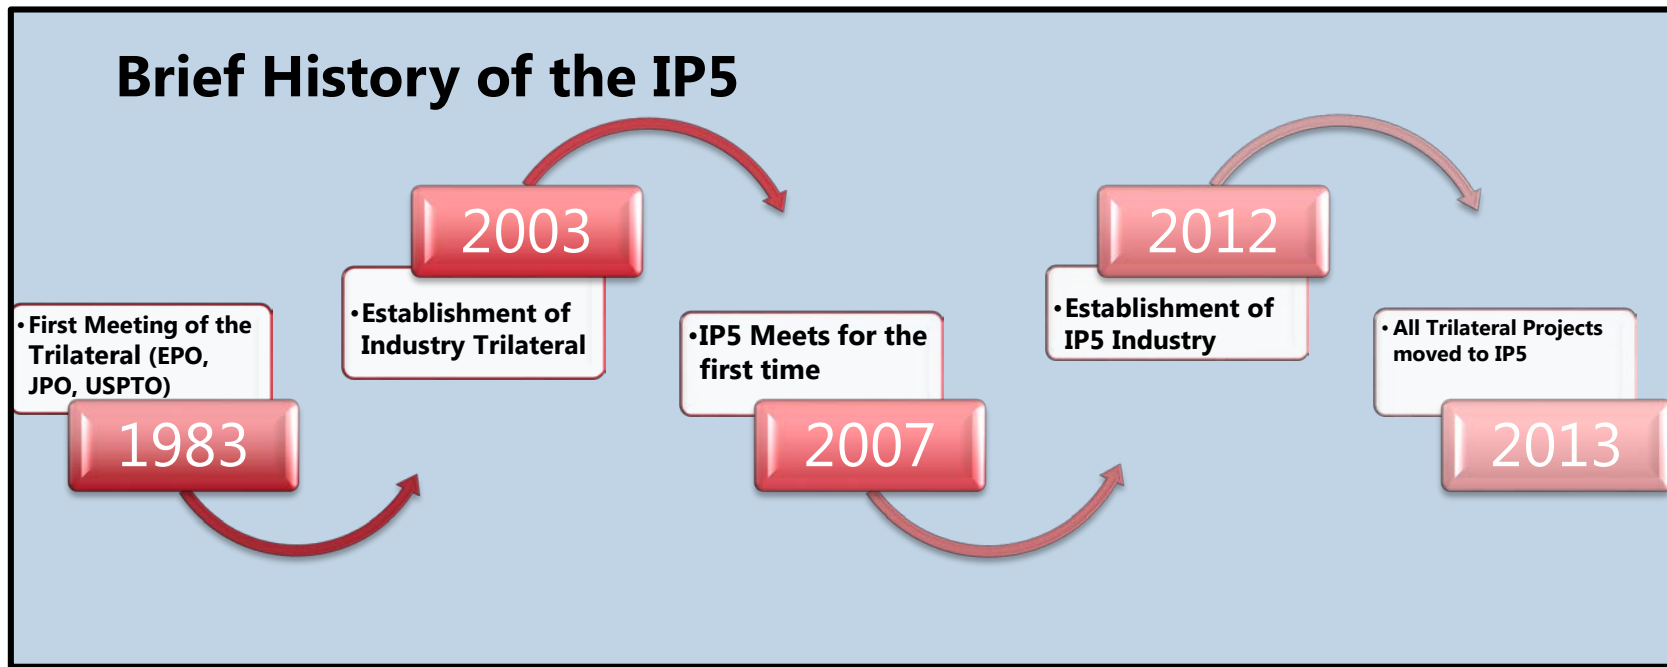 Brief History of the IP5
• First Meeting of the
Trilateral (EPO,
JPO, USPTO)
1983
2003
• Establishment of
Industry Trilateral
• IP5 Meets for the
first time
2007
2012
• Establishment of
IP5 Industry
• All Trilateral Projects
moved to IP5
2013